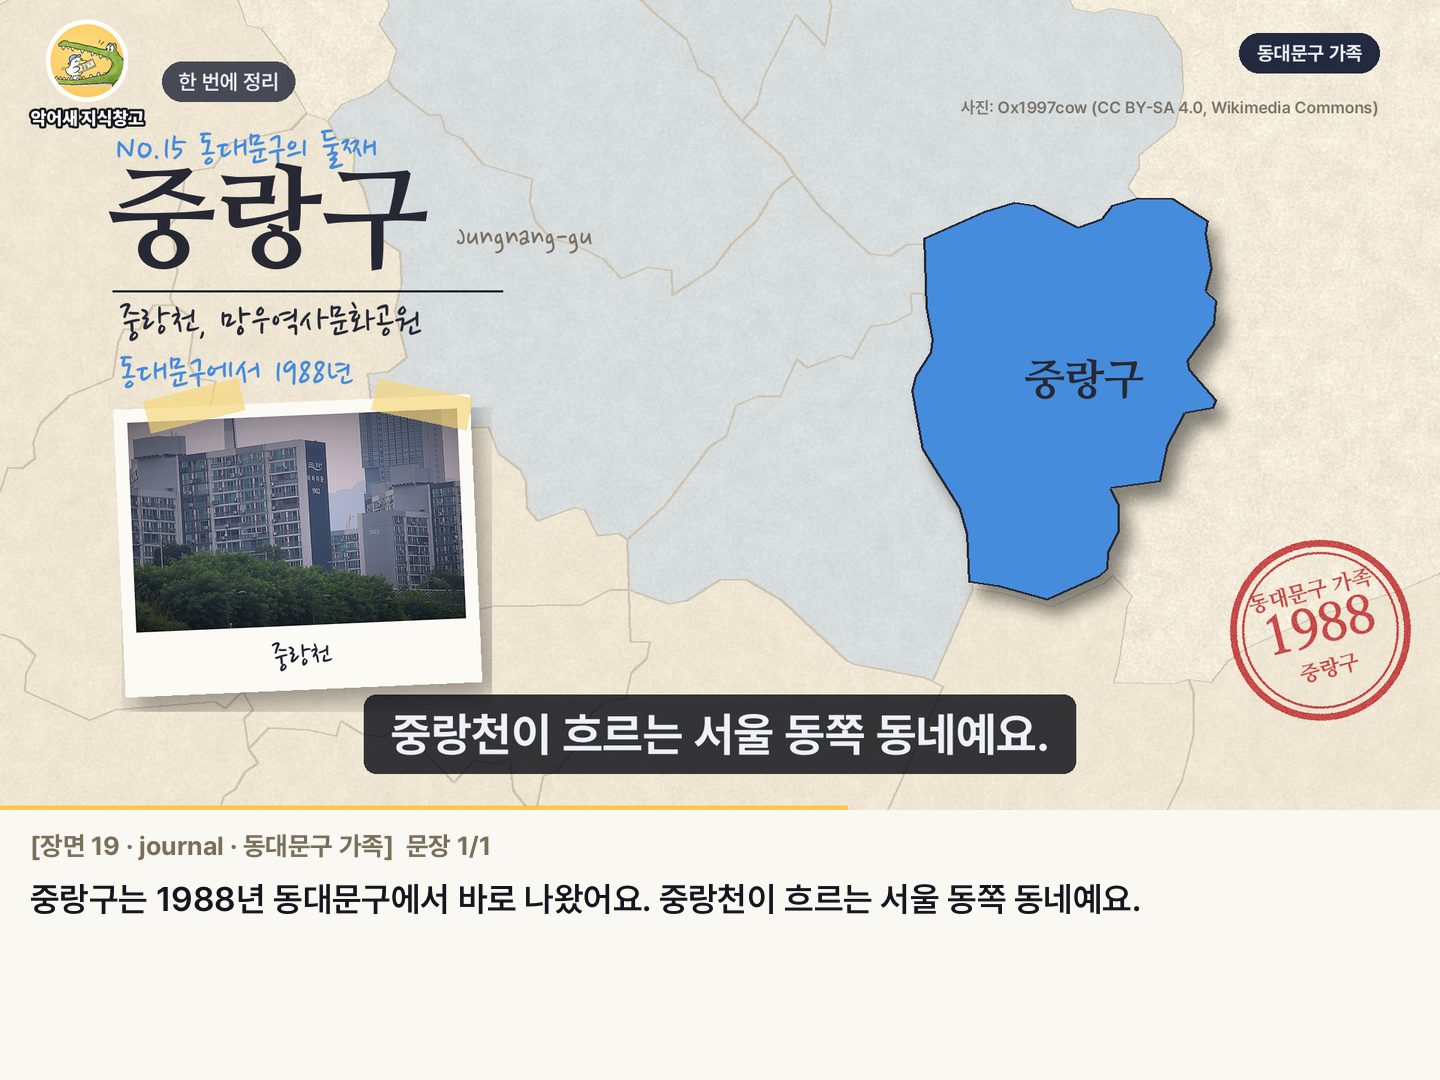 악어새 지식창고
한 번에 정리
동대문구 가족
사진: Ox1997cow (CC BY-SA 4.0, Wikimedia Commons)
NO.15 동대문구의 둘째
중랑구
Jungnang-gu
중랑천, 망우역사문화공원
동대문구에서 1988년
중랑구
중랑천
동대문구 가족
1988
중랑구
중랑천이 흐르는 서울 동쪽 동네예요.
[장면 19 · journal · 동대문구 가족] 문장 1/1
중랑구는 1988년 동대문구에서 바로 나왔어요. 중랑천이 흐르는 서울 동쪽 동네예요.